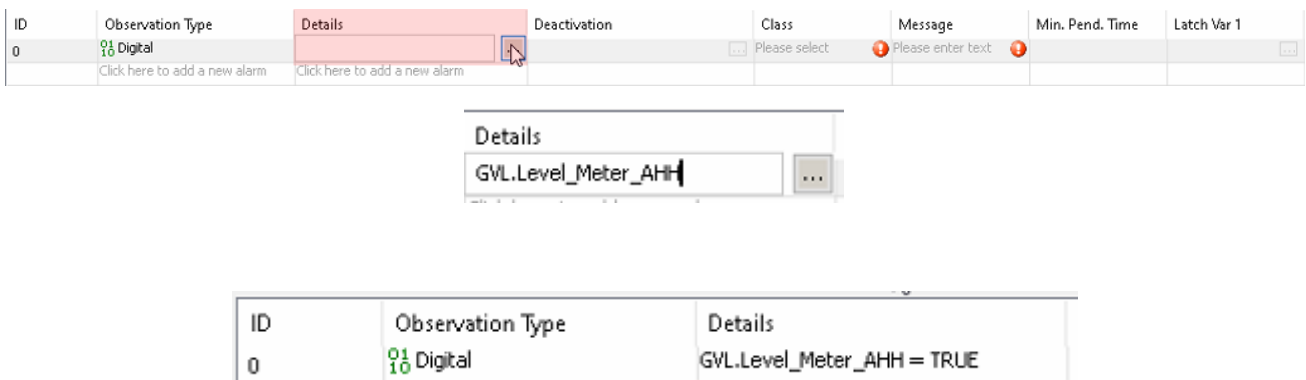 ID Observation Type Details Deactivation Class Message Min. Pend. Time Latch Var 1
0 Digital ... ... Please select Please enter text ...
Click here to add a new alarm Click here to add a new alarm
Details
GVL.Level_Meter_AHH ...
ID Observation Type Details
0 Digital GVL.Level_Meter_AHH = TRUE